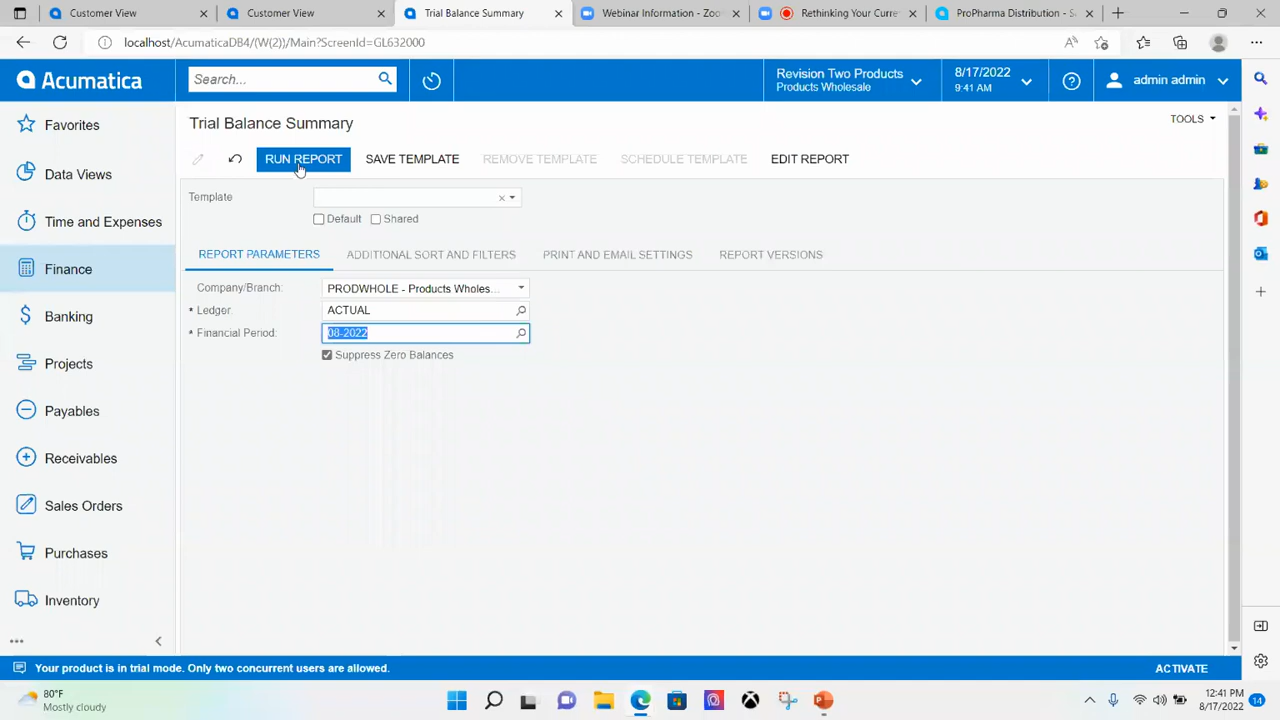 Customer View
Customer View
Trial Balance Summary
Webinar Information - Zoo
Rethinking Your Curre
ProPharma Distribution - S
localhost/AcumaticaDB4/(W(2))/Main?ScreenId=GL632000
Acumatica
Search...
Revision Two Products
Products Wholesale
8/17/2022
9:41 AM
admin admin
Favorites
Data Views
Time and Expenses
Finance
Banking
Projects
Payables
Receivables
Sales Orders
Purchases
Inventory
Trial Balance Summary
TOOLS
RUN REPORT
SAVE TEMPLATE
REMOVE TEMPLATE
SCHEDULE TEMPLATE
EDIT REPORT
Template
Default
Shared
REPORT PARAMETERS
ADDITIONAL SORT AND FILTERS
PRINT AND EMAIL SETTINGS
REPORT VERSIONS
Company/Branch:
PRODWHOLE - Products Wholes...
* Ledger:
ACTUAL
* Financial Period:
08-2022
Suppress Zero Balances
Your product is in trial mode. Only two concurrent users are allowed.
ACTIVATE
80°F
Mostly cloudy
12:41 PM
8/17/2022
14